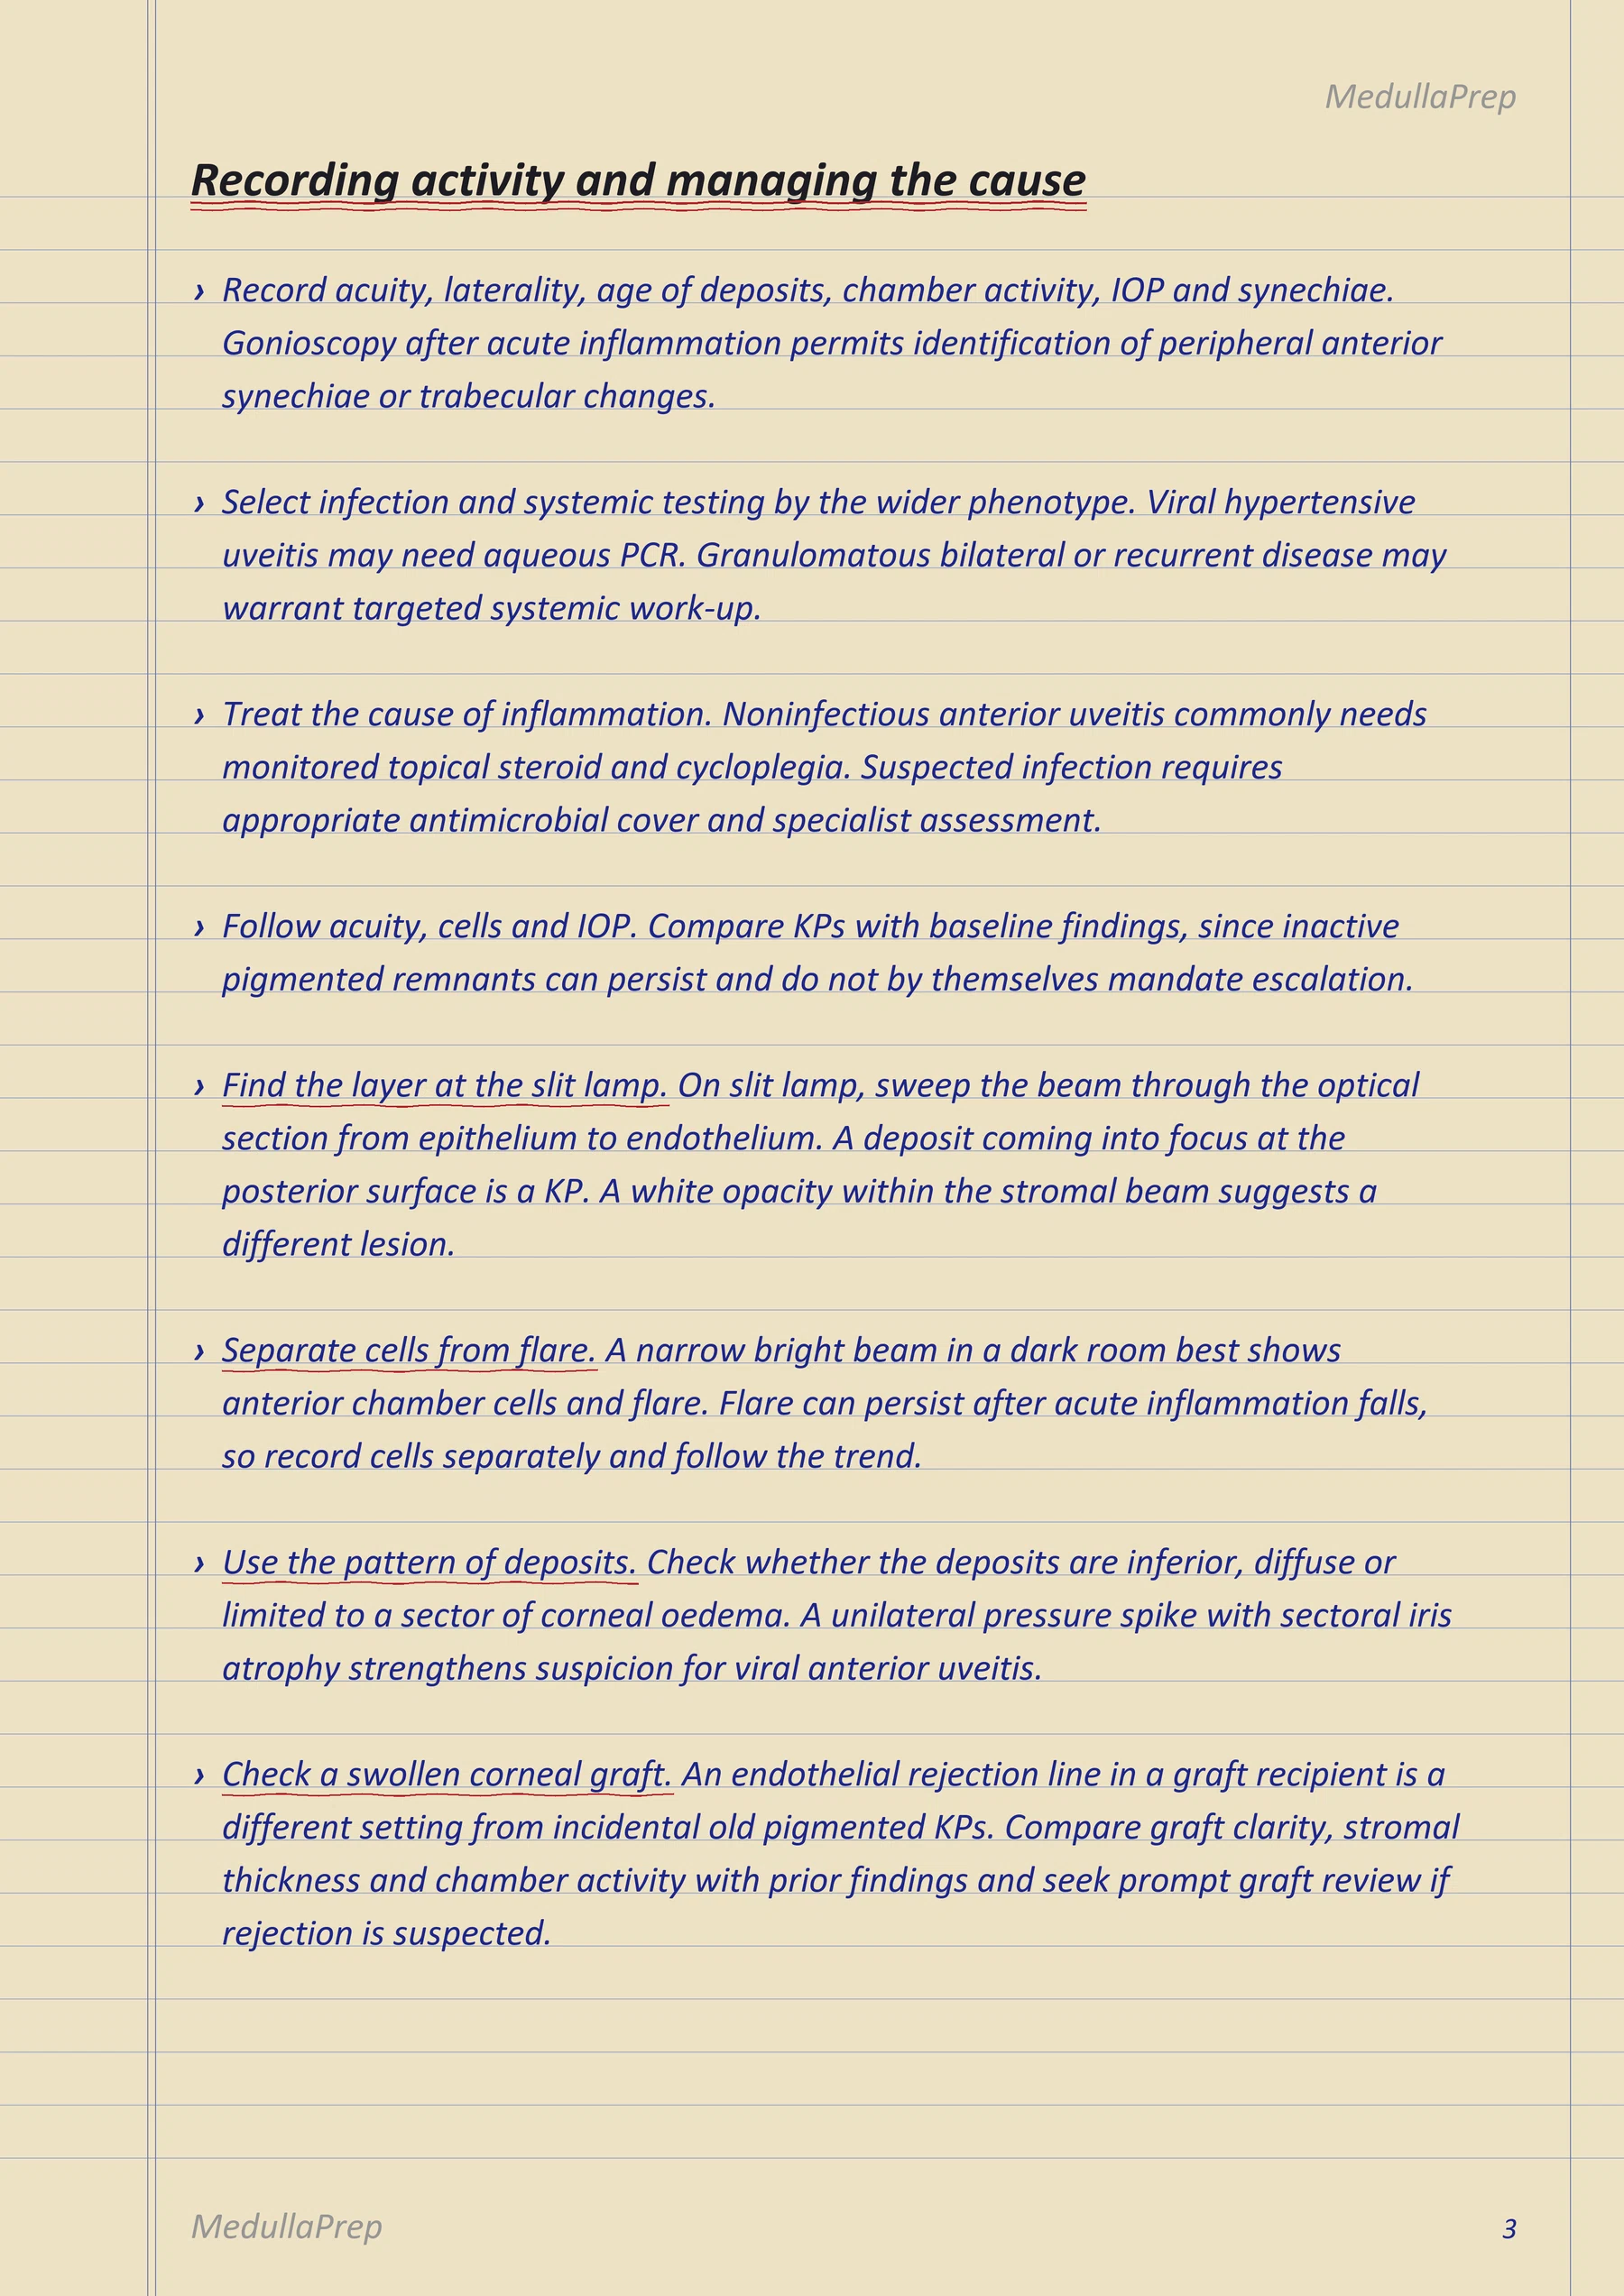 MedullaPrep
Recording activity and managing the cause
› Record acuity, laterality, age of deposits, chamber activity, IOP and synechiae.
Gonioscopy after acute inflammation permits identification of peripheral anterior
synechiae or trabecular changes.
› Select infection and systemic testing by the wider phenotype. Viral hypertensive
uveitis may need aqueous PCR. Granulomatous bilateral or recurrent disease may
warrant targeted systemic work-up.
› Treat the cause of inflammation. Noninfectious anterior uveitis commonly needs
monitored topical steroid and cycloplegia. Suspected infection requires
appropriate antimicrobial cover and specialist assessment.
› Follow acuity, cells and IOP. Compare KPs with baseline findings, since inactive
pigmented remnants can persist and do not by themselves mandate escalation.
› Find the layer at the slit lamp. On slit lamp, sweep the beam through the optical
section from epithelium to endothelium. A deposit coming into focus at the
posterior surface is a KP. A white opacity within the stromal beam suggests a
different lesion.
› Separate cells from flare. A narrow bright beam in a dark room best shows
anterior chamber cells and flare. Flare can persist after acute inflammation falls,
so record cells separately and follow the trend.
› Use the pattern of deposits. Check whether the deposits are inferior, diffuse or
limited to a sector of corneal oedema. A unilateral pressure spike with sectoral iris
atrophy strengthens suspicion for viral anterior uveitis.
› Check a swollen corneal graft. An endothelial rejection line in a graft recipient is a
different setting from incidental old pigmented KPs. Compare graft clarity, stromal
thickness and chamber activity with prior findings and seek prompt graft review if
rejection is suspected.
MedullaPrep
3